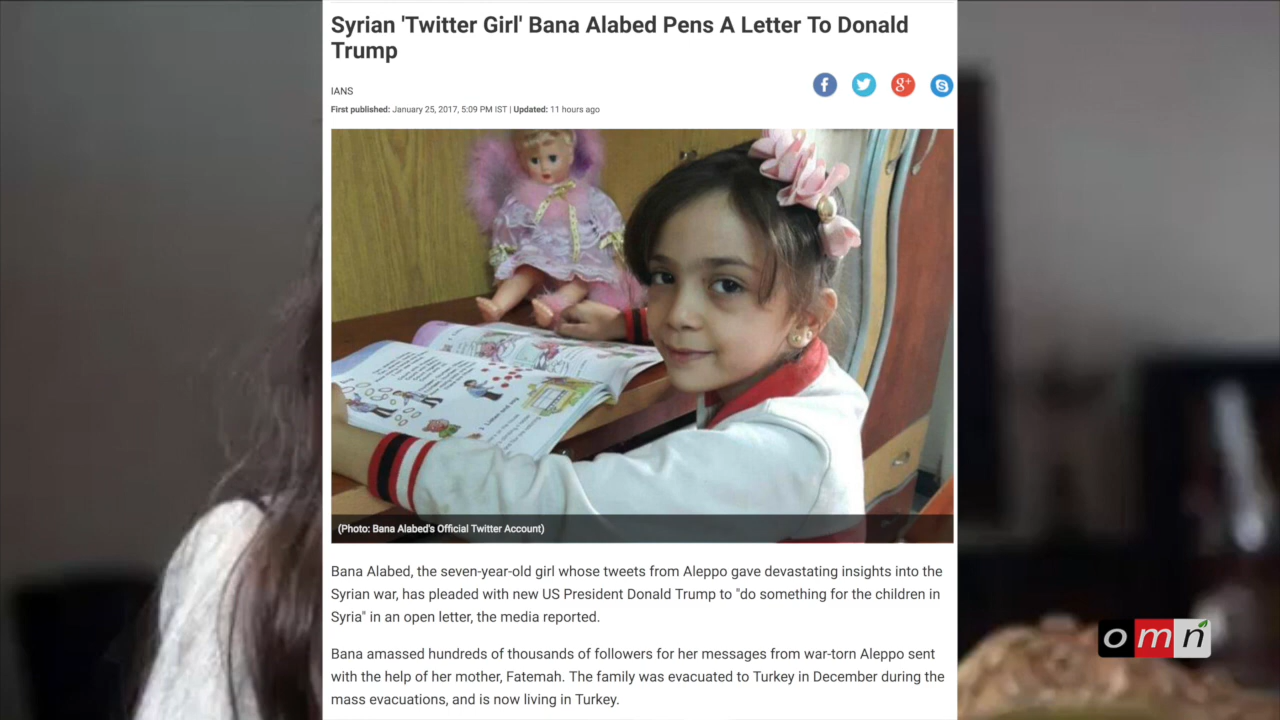 Syrian 'Twitter Girl' Bana Alabed Pens A Letter To Donald
Trump
IANS
First published: January 25, 2017, 5:09 PM IST | Updated: 11 hours ago
f
g+
S
(Photo: Bana Alabed's Official Twitter Account)
Bana Alabed, the seven-year-old girl whose tweets from Aleppo gave devastating insights into the
Syrian war, has pleaded with new US President Donald Trump to "do something for the children in
Syria" in an open letter, the media reported.
Bana amassed hundreds of thousands of followers for her messages from war-torn Aleppo sent
with the help of her mother, Fatemah. The family was evacuated to Turkey in December during the
mass evacuations, and is now living in Turkey.
omn